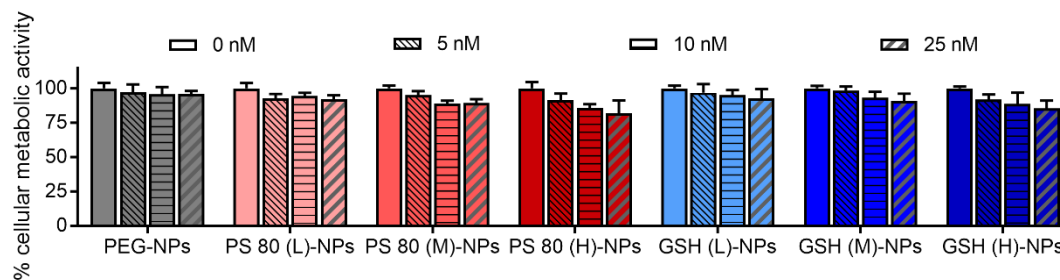 0 nM
5 nM
10 nM
25 nM
% cellular metabolic activity
100
75
50
25
0
PEG-NPs
PS 80 (L)-NPs
PS 80 (M)-NPs
PS 80 (H)-NPs
GSH (L)-NPs
GSH (M)-NPs
GSH (H)-NPs